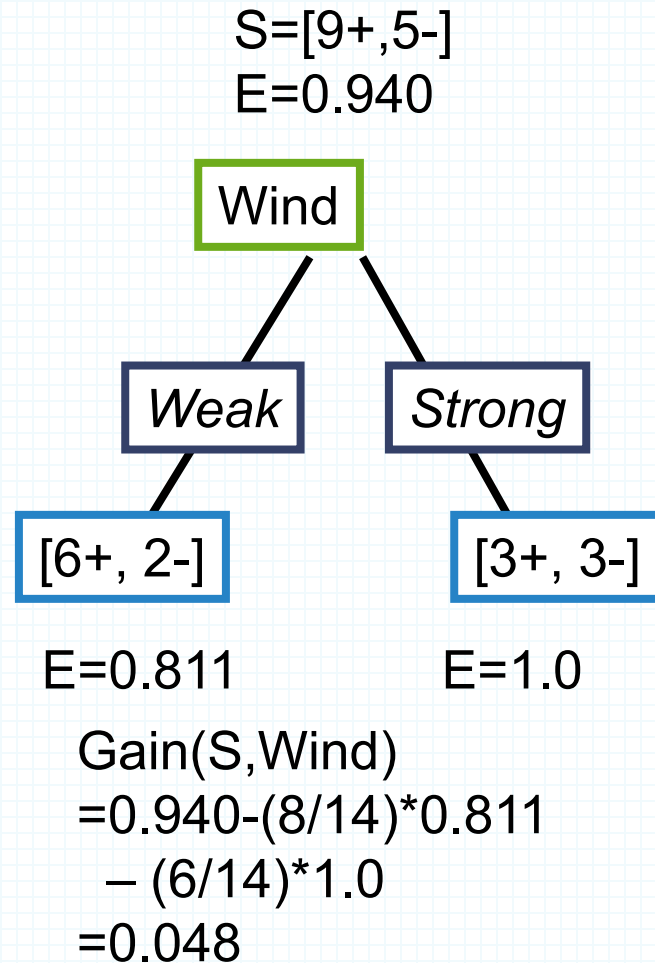 S=[9+,5-]
E=0.940
Wind
Weak
Strong
[6+, 2-]
[3+, 3-]
E=0.811
E=1.0
Gain(S,Wind)
=0.940-(8/14)*0.811
– (6/14)*1.0
=0.048